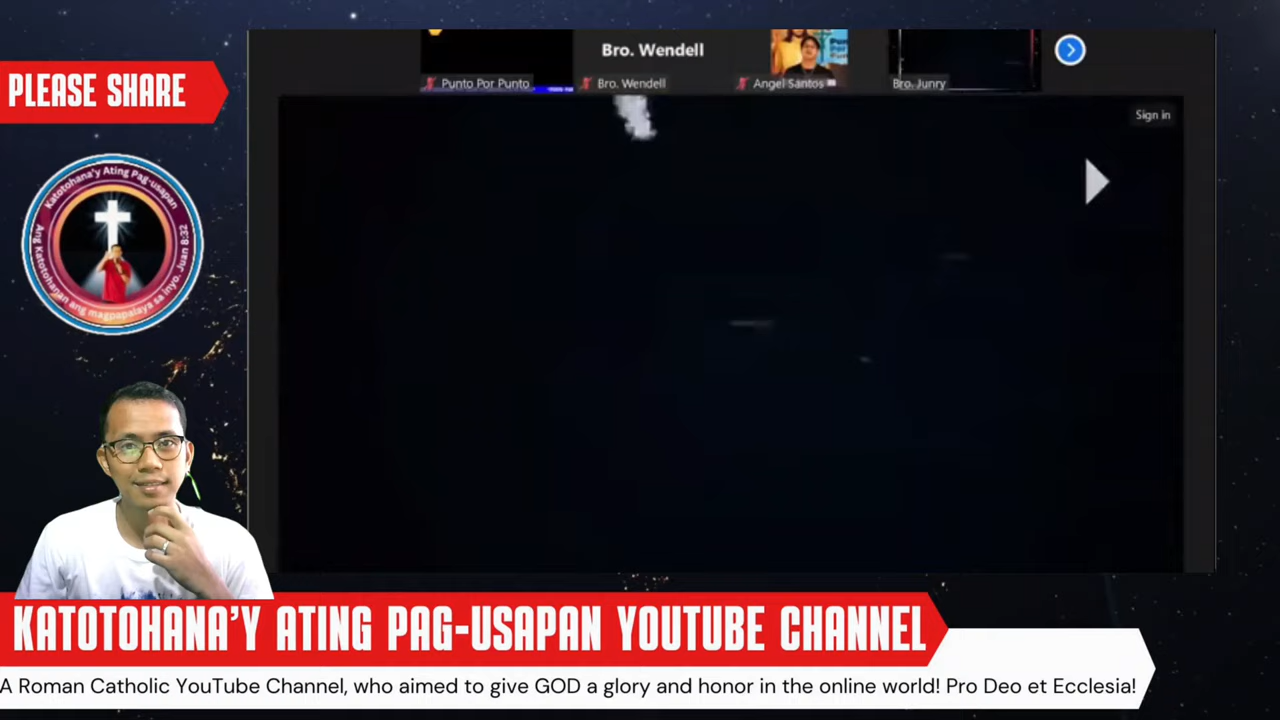 PLEASE SHARE
Katotohana'y Ating Pag-usapan
Ang Katotohanan ang magpapalaya sa inyo. Juan 8:32
Bro. Wendell
Punto Por Punto
Bro. Wendell
Angel Santos
Bro. Junry
Sign in
KATOTOHANA'Y ATING PAG-USAPAN YOUTUBE CHANNEL
A Roman Catholic YouTube Channel, who aimed to give GOD a glory and honor in the online world! Pro Deo et Ecclesia!